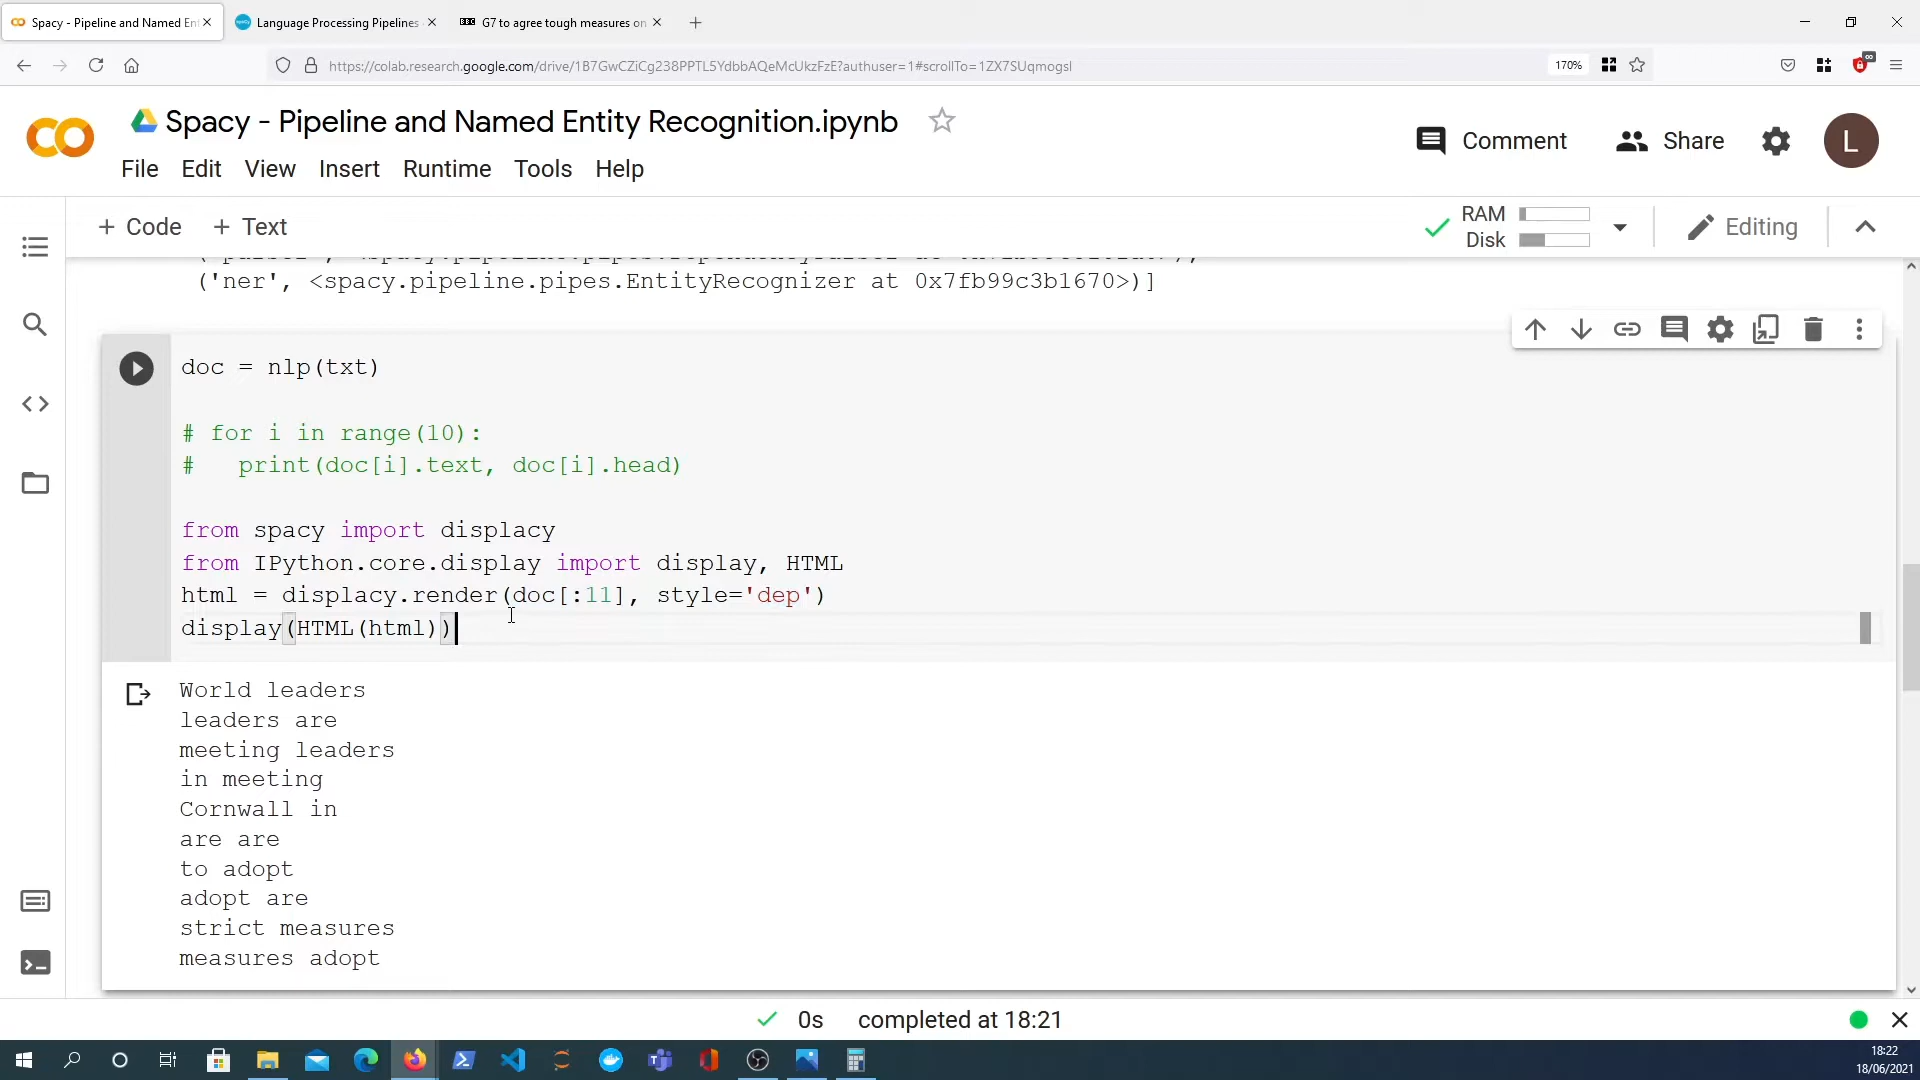 Spacy - Pipeline and Named Ent
Language Processing Pipelines
BBC G7 to agree tough measures on
https://colab.research.google.com/drive/1B7GwCZiCg238PPTL5YdbbAQeMcUkzFzE?authuser=1#scrollTo=1ZX7SUqmogsl
170%
Spacy - Pipeline and Named Entity Recognition.ipynb
Comment
Share
L
File Edit View Insert Runtime Tools Help
+ Code + Text
RAM
Disk
Editing
('ner', <spacy.pipeline.pipes.EntityRecognizer at 0x7fb99c3b1670>)]
doc = nlp(txt)
# for i in range(10):
#   print(doc[i].text, doc[i].head)
from spacy import displacy
from IPython.core.display import display, HTML
html = displacy.render(doc[:11], style='dep')
display(HTML(html))
World leaders
leaders are
meeting leaders
in meeting
Cornwall in
are are
to adopt
adopt are
strict measures
measures adopt
0s completed at 18:21
18:22
18/06/2021